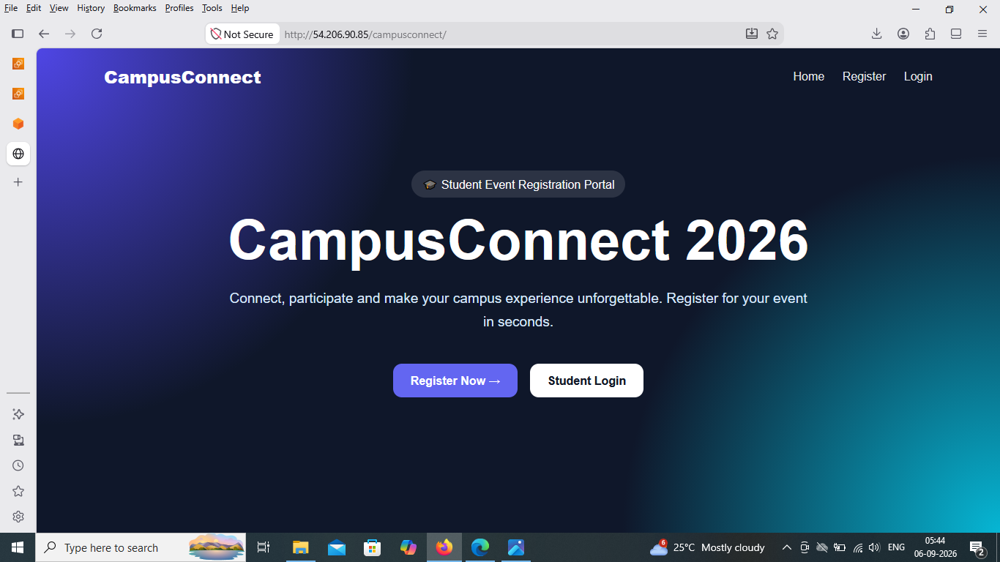 File Edit View History Bookmarks Profiles Tools Help
Not Secure http://54.206.90.85/campusconnect/
CampusConnect
Home Register Login
Student Event Registration Portal
CampusConnect 2026
Connect, participate and make your campus experience unforgettable. Register for your event
in seconds.
Register Now →
Student Login
Type here to search
6
25°C Mostly cloudy
ENG
05:44
06-09-2026
2